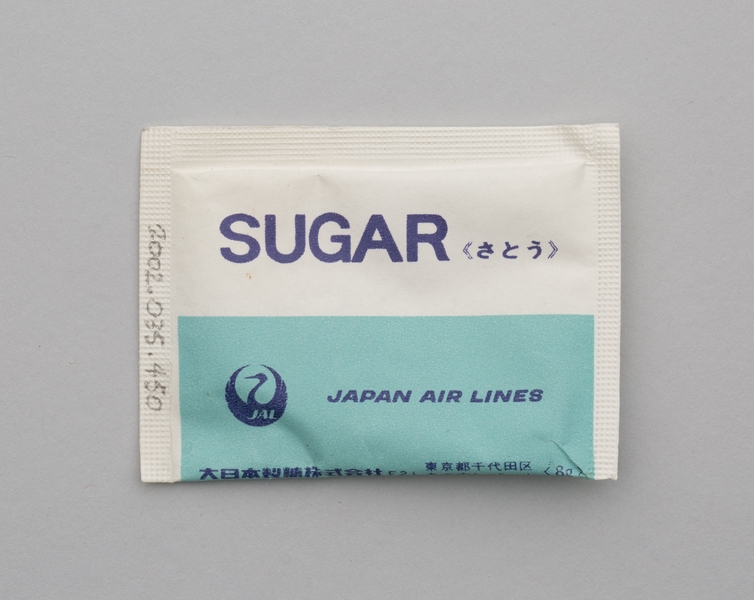 SUGAR《さとう》
JAL
JAPAN AIR LINES
大日本製糖株式会社
東京都千代田区
2002.035.450